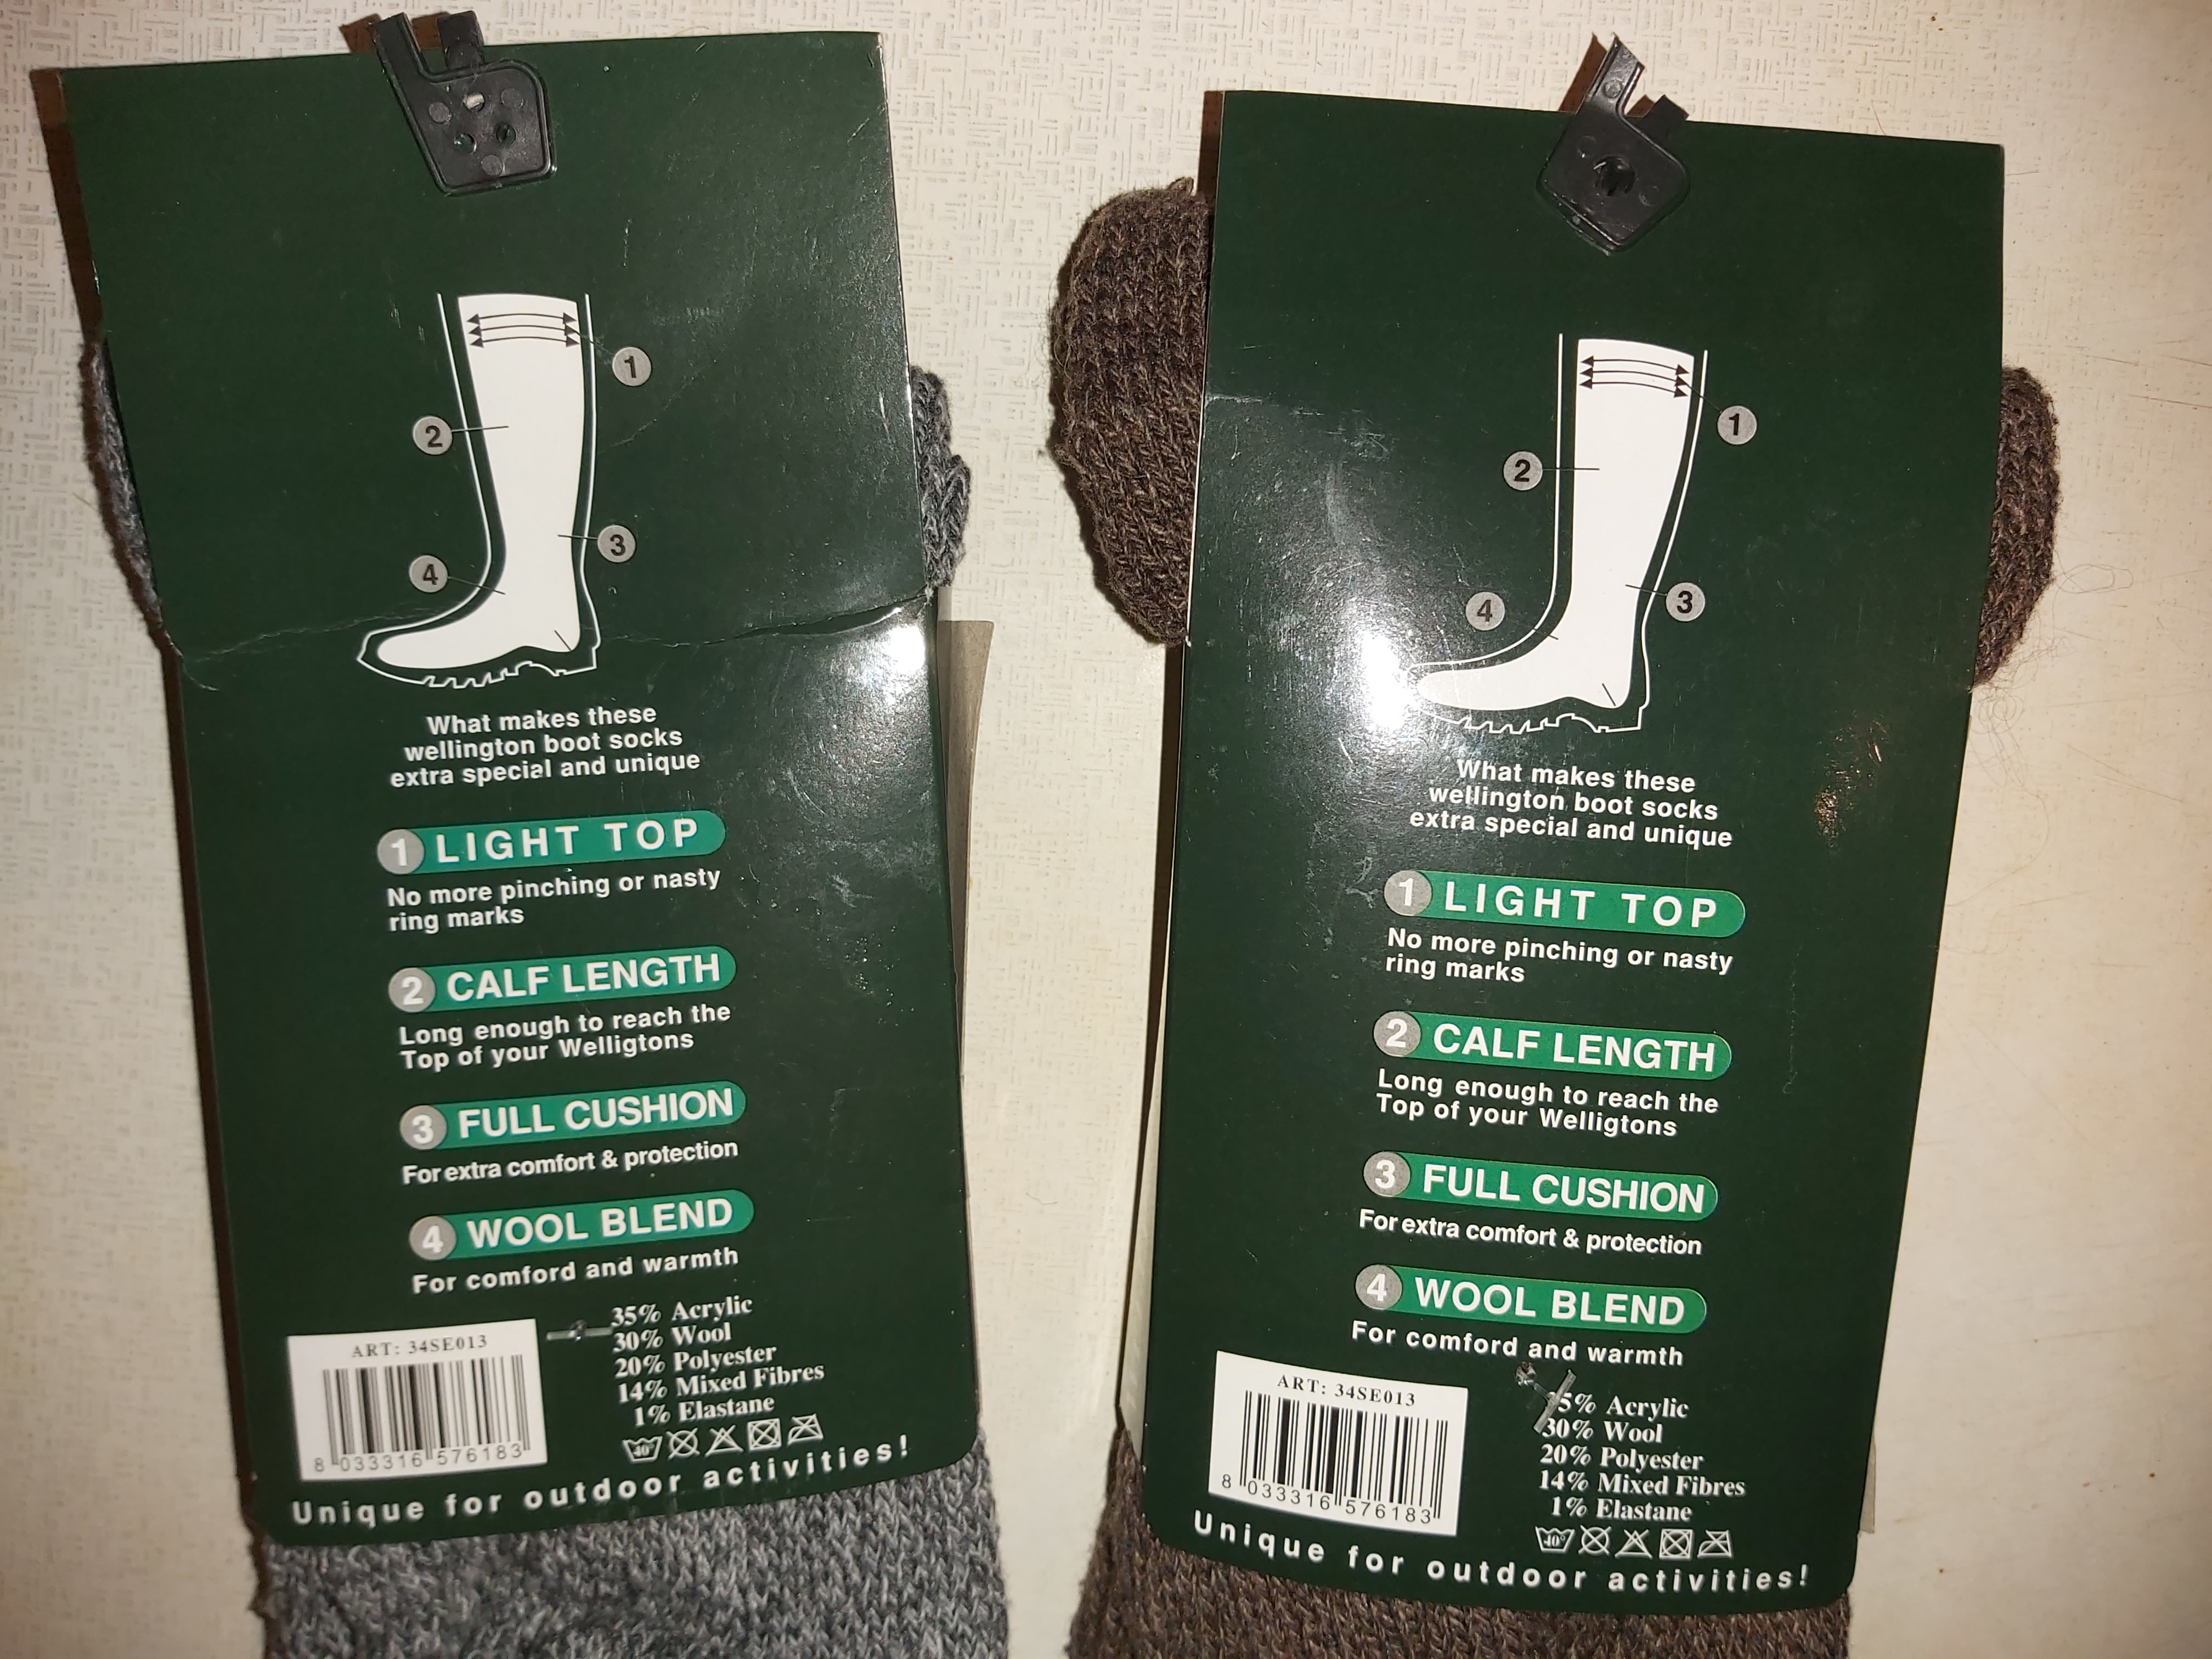 1
2
3
4
What makes these
wellington boot socks
extra special and unique
1 LIGHT TOP
No more pinching or nasty
ring marks
2 CALF LENGTH
Long enough to reach the
Top of your Welligtons
3 FULL CUSHION
For extra comfort & protection
4 WOOL BLEND
For comford and warmth
35% Acrylic
30% Wool
20% Polyester
14% Mixed Fibres
1% Elastane
40°
ART: 34SE013
8 033316 576183
Unique for outdoor activities!
1
2
3
4
What makes these
wellington boot socks
extra special and unique
1 LIGHT TOP
No more pinching or nasty
ring marks
2 CALF LENGTH
Long enough to reach the
Top of your Welligtons
3 FULL CUSHION
For extra comfort & protection
4 WOOL BLEND
For comford and warmth
5% Acrylic
30% Wool
20% Polyester
14% Mixed Fibres
1% Elastane
40°
ART: 34SE013
8 033316 576183
Unique for outdoor activities!